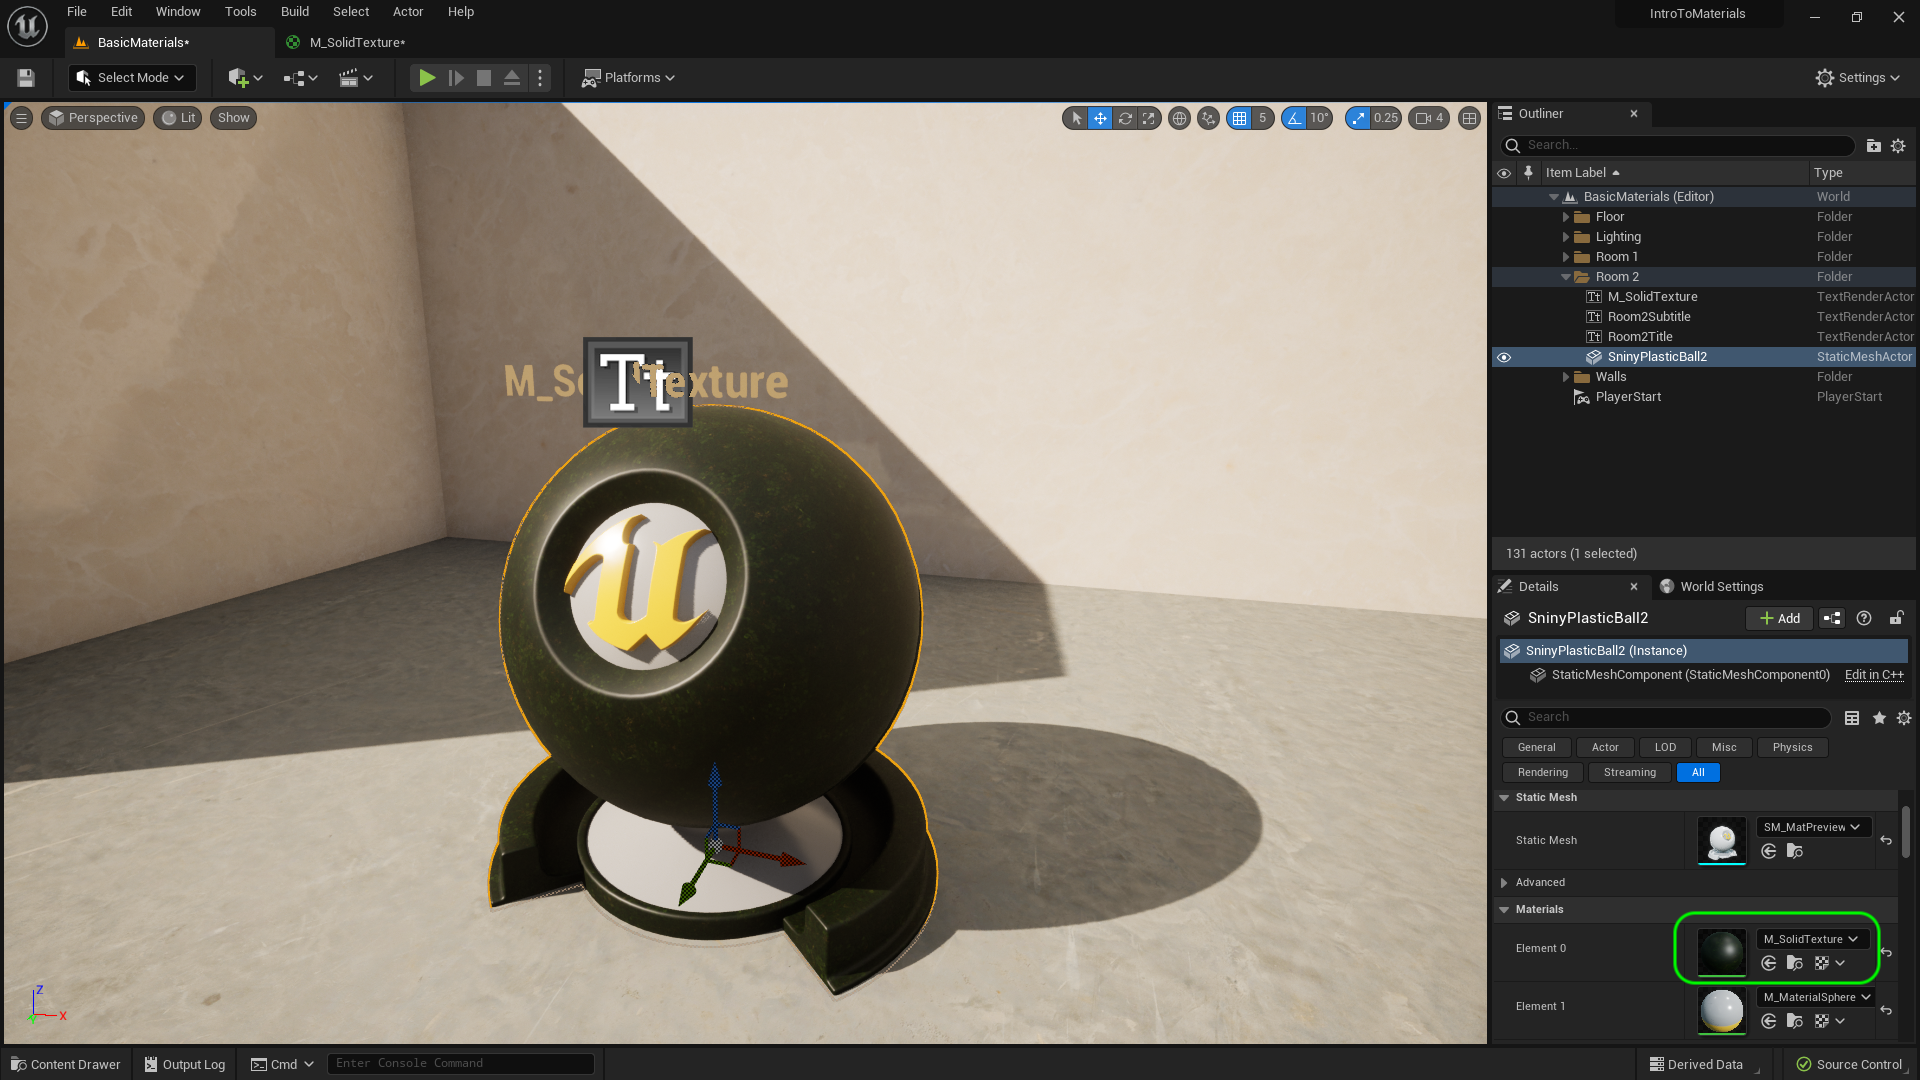 File Edit Window Tools Build Select Actor Help
IntroToMaterials
BasicMaterials* M_SolidTexture*
Select Mode Platforms Settings
Perspective Lit Show 5 10° 0.25 4
Outliner
Search...
Item Label Type
BasicMaterials (Editor) World
Floor Folder
Lighting Folder
Room 1 Folder
Room 2 Folder
Tt M_SolidTexture TextRenderActor
Tt Room2Subtitle TextRenderActor
Tt Room2Title TextRenderActor
SninyPlasticBall2 StaticMeshActor
Walls Folder
PlayerStart PlayerStart
131 actors (1 selected)
Tt
Details World Settings
SninyPlasticBall2 Add
SninyPlasticBall2 (Instance)
StaticMeshComponent (StaticMeshComponent0) Edit in C++
Search
General Actor LOD Misc Physics
Rendering Streaming All
Static Mesh
Static Mesh SM_MatPreview
Advanced
Materials
Element 0 M_SolidTexture
Element 1 M_MaterialSphere
Z
X
Content Drawer Output Log Cmd Enter Console Command Derived Data Source Control